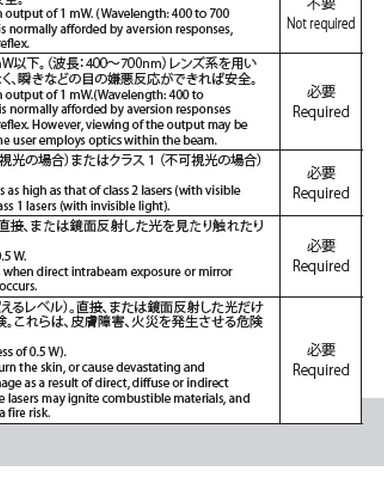 全。
output of 1 mW. (Wavelength: 400 to 700
is normally afforded by aversion responses,
reflex.
不要
Not required
W以下。（波長：400～700nm）レンズ系を用い
く、瞬きなどの目の嫌悪反応ができれば安全。
output of 1 mW.(Wavelength: 400 to
is normally afforded by aversion responses
reflex. However, viewing of the output may be
ne user employs optics within the beam.
必要
Required
視光の場合）またはクラス 1（不可視光の場合）
s as high as that of class 2 lasers (with visible
ass 1 lasers (with invisible light).
必要
Required
直接、または鏡面反射した光を見たり触れたり
0.5 W.
when direct intrabeam exposure or mirror
occurs.
必要
Required
えるレベル）。直接、または鏡面反射した光だけ
険。これらは、皮膚障害、火災を発生させる危険
ess of 0.5 W).
urn the skin, or cause devastating and
age as a result of direct, diffuse or indirect
e lasers may ignite combustible materials, and
a fire risk.
必要
Required